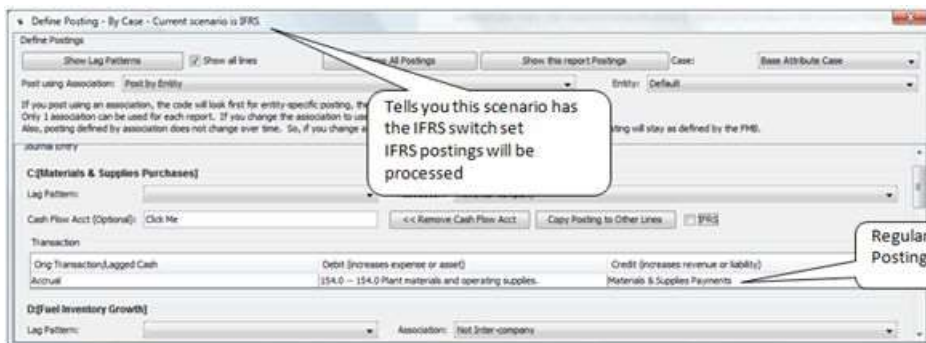 Define Posting - By Case - Current scenario is IFRS
Define Postings
Show Lag Patterns Show all lines All Postings Show this report Postings Case: Base Attribute Case
Post using Association: Post by Entity Entity: Default
If you post using an association, the code will look first for entity-specific posting, the
Only 1 association can be used for each report. If you change the association to us
Also, posting defined by association does not change over time. So, if you change a ting will stay as defined by the FMB.
Tells you this scenario has
the IFRS switch set
IFRS postings will be
processed
Journal Entry
C:[Materials & Supplies Purchases]
Lag Pattern:
Cash Flow Acct (Optional): Click Me << Remove Cash Flow Acct Copy Posting to Other Lines IFRS
Regular
Posting
Transaction
Orig Transaction/Lagged Cash Debit (increases expense or asset) Credit (increases revenue or liability)
Accrual 154.0 -- 154.0 Plant materials and operating supplies. Materials & Supplies Payments
D:[Fuel Inventory Growth]
Lag Pattern: Association: Not Inter-company